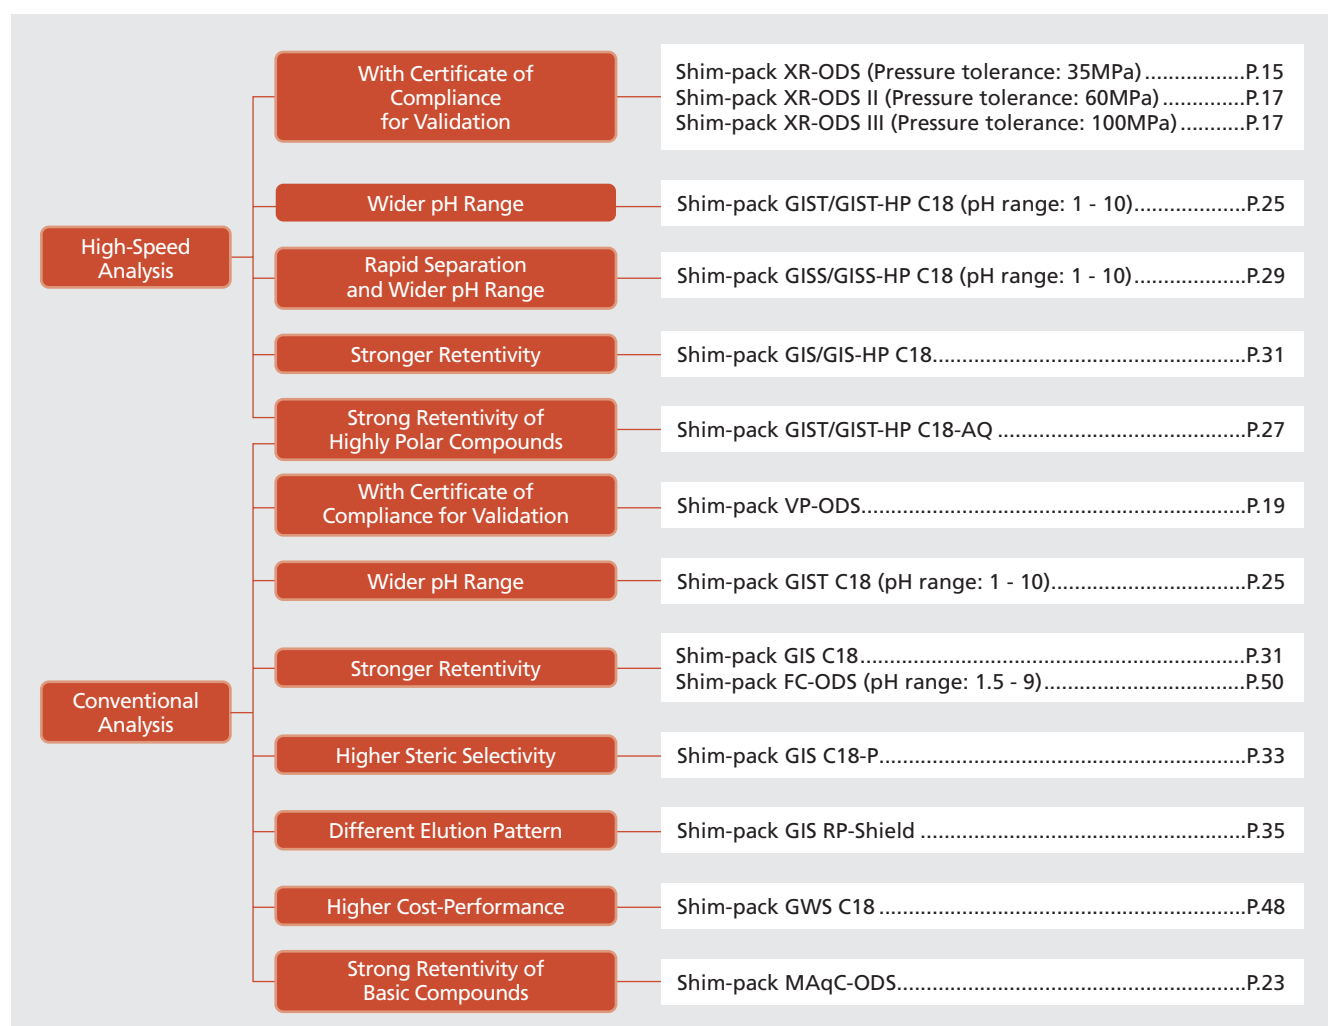 High-Speed
Analysis
With Certificate of
Compliance
for Validation
Shim-pack XR-ODS (Pressure tolerance: 35MPa).................P.15
Shim-pack XR-ODS II (Pressure tolerance: 60MPa)..............P.17
Shim-pack XR-ODS III (Pressure tolerance: 100MPa)...........P.17
Wider pH Range
Shim-pack GIST/GIST-HP C18 (pH range: 1 - 10)...................P.25
Rapid Separation
and Wider pH Range
Shim-pack GISS/GISS-HP C18 (pH range: 1 - 10)...................P.29
Stronger Retentivity
Shim-pack GIS/GIS-HP C18.....................................................P.31
Strong Retentivity of
Highly Polar Compounds
Shim-pack GIST/GIST-HP C18-AQ ..........................................P.27
Conventional
Analysis
With Certificate of
Compliance for Validation
Shim-pack VP-ODS.................................................................P.19
Wider pH Range
Shim-pack GIST C18 (pH range: 1 - 10).................................P.25
Stronger Retentivity
Shim-pack GIS C18.................................................................P.31
Shim-pack FC-ODS (pH range: 1.5 - 9)..................................P.50
Higher Steric Selectivity
Shim-pack GIS C18-P..............................................................P.33
Different Elution Pattern
Shim-pack GIS RP-Shield .......................................................P.35
Higher Cost-Performance
Shim-pack GWS C18 ..............................................................P.48
Strong Retentivity of
Basic Compounds
Shim-pack MAqC-ODS...........................................................P.23